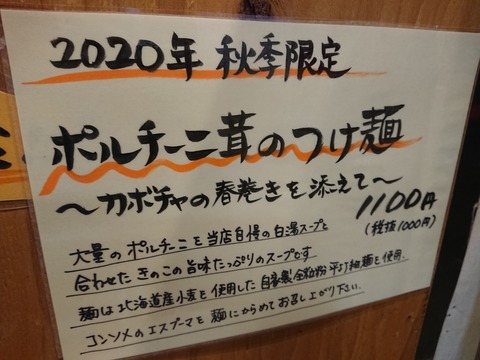 2020年 秋季限定
ポルチーニ茸のつけ麺
～カボチャの春巻きを添えて～
1100円
(税抜1000円)
大量のポルチーニを当店自慢の白湯スープと
合わせたきのこの旨味たっぷりのスープです
麺は北海道産小麦を使用した自家製全粒粉平打細麺を使用.
コンソメのエスプーマを麺にからめてお召し上がり下さい.